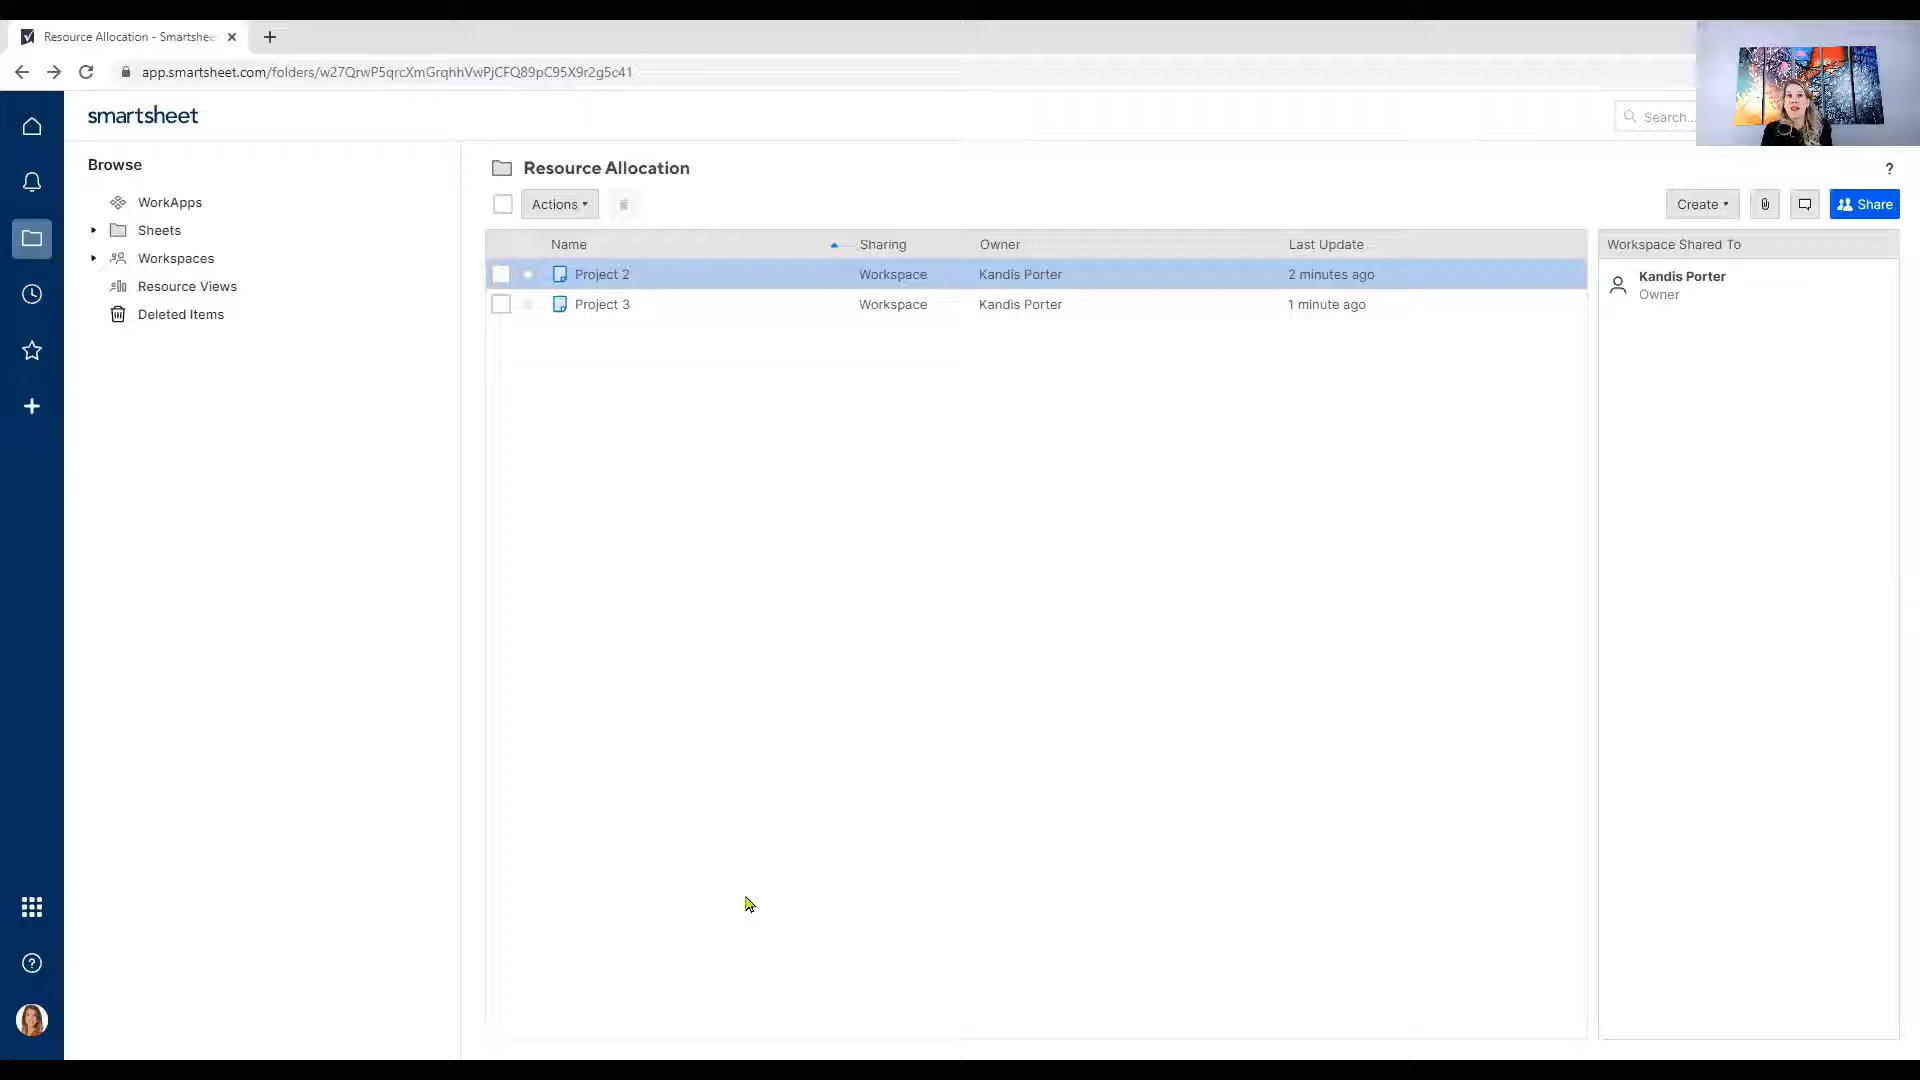 Resource Allocation - Smartshee
app.smartsheet.com/folders/w27QrwP5qrcXmGrqhhVwPjCFQ89pC95X9r2g5c41
smartsheet
Search...
Browse
WorkApps
Sheets
Workspaces
Resource Views
Deleted Items
Resource Allocation
?
Actions
Create
Share
Name Sharing Owner Last Update
Project 2 Workspace Kandis Porter 2 minutes ago
Project 3 Workspace Kandis Porter 1 minute ago
Workspace Shared To
Kandis Porter
Owner